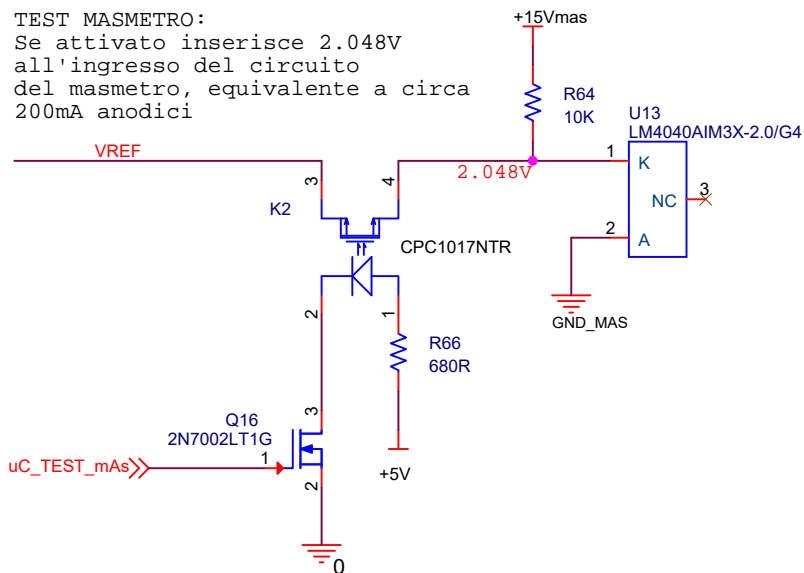 TEST MASMETRO:
Se attivato inserisce 2.048V
all'ingresso del circuito
del masmetro, equivalente a circa
200mA anodici
+15Vmas
R64
10K
U13
LM4040AIM3X-2.0/G4
VREF
2.048V
1
K
NC
3
2
A
3
4
K2
CPC1017NTR
GND_MAS
2
1
R66
680R
Q16
2N7002LT1G
3
uC_TEST_mAs
1
2
+5V
0